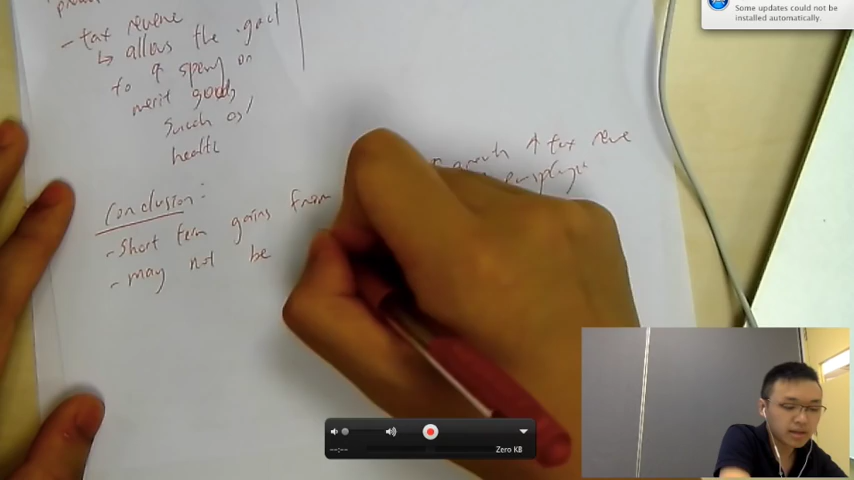 - tax revenue
↳ allows the gov't
to ↑ spend on
merit goods
such as
health
growth ↑ tax reve
Conclusion:
- Short term gains from
- may not be
Some updates could not be
installed automatically.
--:--
Zero KB